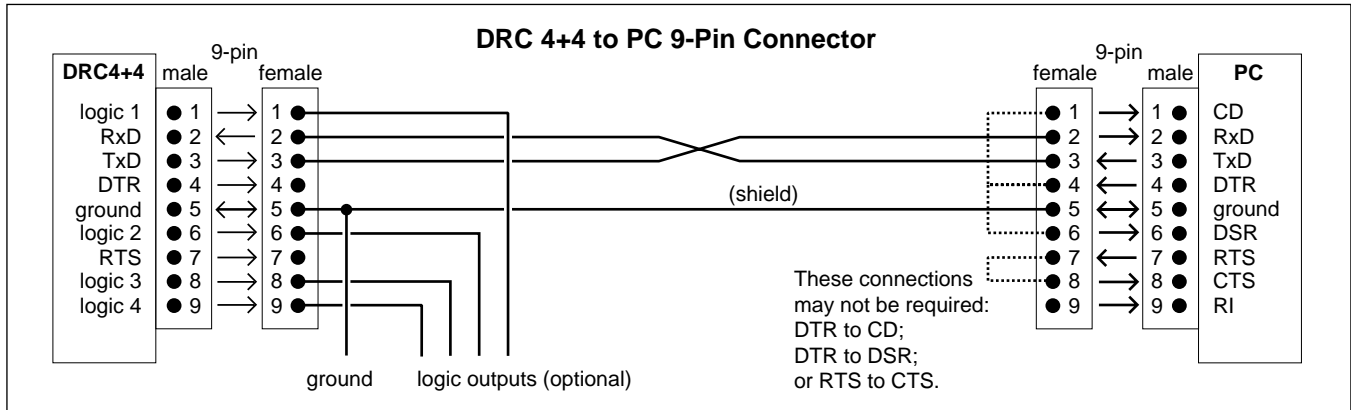 DRC 4+4 to PC 9-Pin Connector
9-pin 9-pin
DRC4+4 male female female male PC
logic 1 1 1 1 1 CD
RxD 2 2 2 2 RxD
TxD 3 3 3 3 TxD
DTR 4 4 4 4 DTR
(shield)
ground 5 5 5 5 ground
logic 2 6 6 6 6 DSR
RTS 7 7 7 7 RTS
logic 3 8 8 8 8 CTS
logic 4 9 9 9 9 RI
These connections
may not be required:
DTR to CD;
DTR to DSR;
or RTS to CTS.
ground logic outputs (optional)